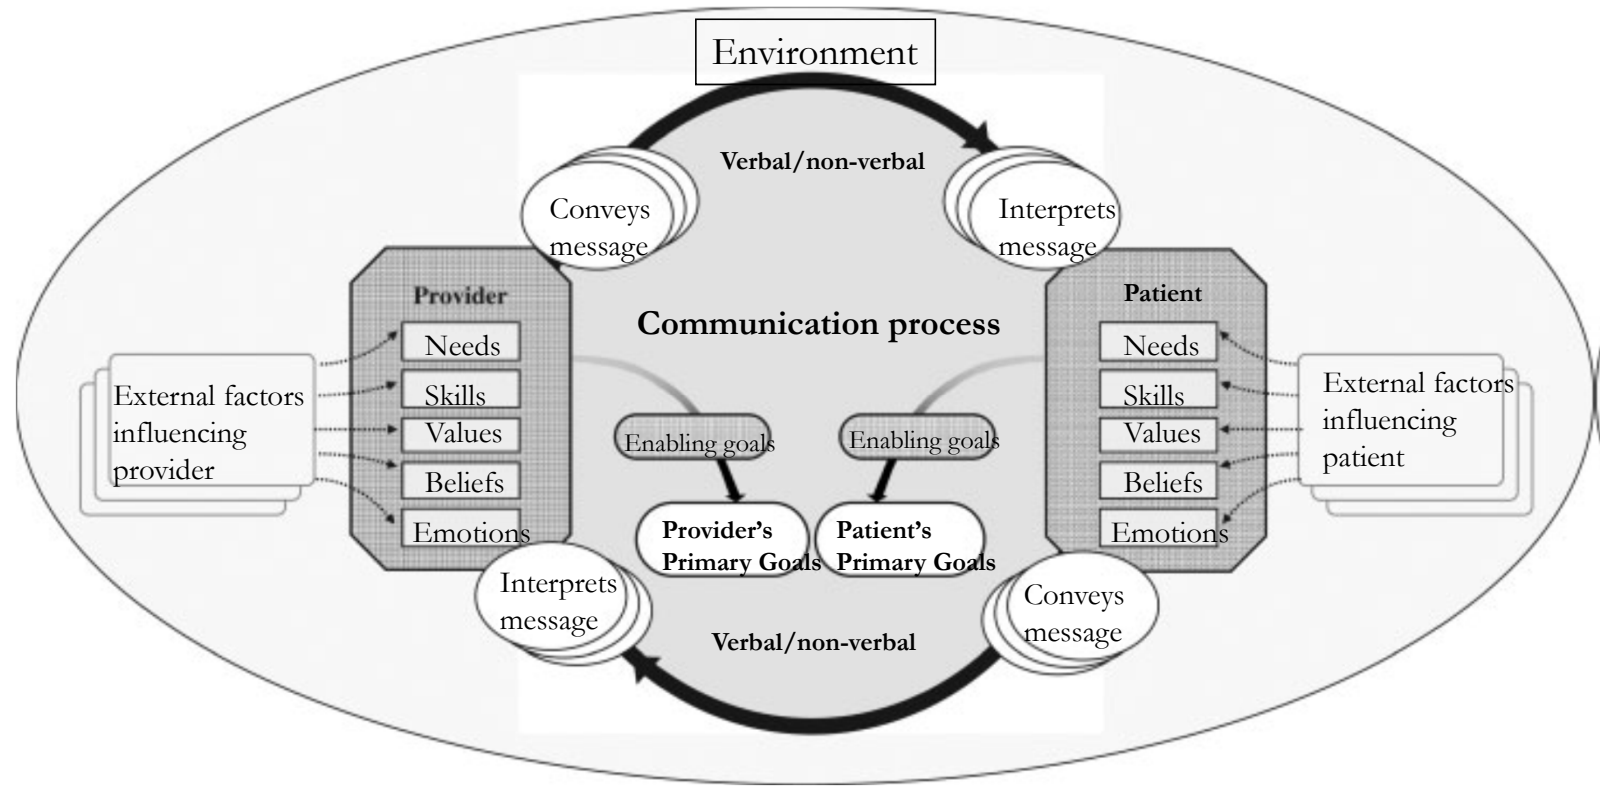 Environment
Verbal/non-verbal
Conveys
message
Interprets
message
Provider
Needs
Skills
Values
Beliefs
Emotions
External factors
influencing
provider
Communication process
Enabling goals
Enabling goals
Provider’s
Primary Goals
Patient’s
Primary Goals
Patient
Needs
Skills
Values
Beliefs
Emotions
External factors
influencing
patient
Interprets
message
Verbal/non-verbal
Conveys
message